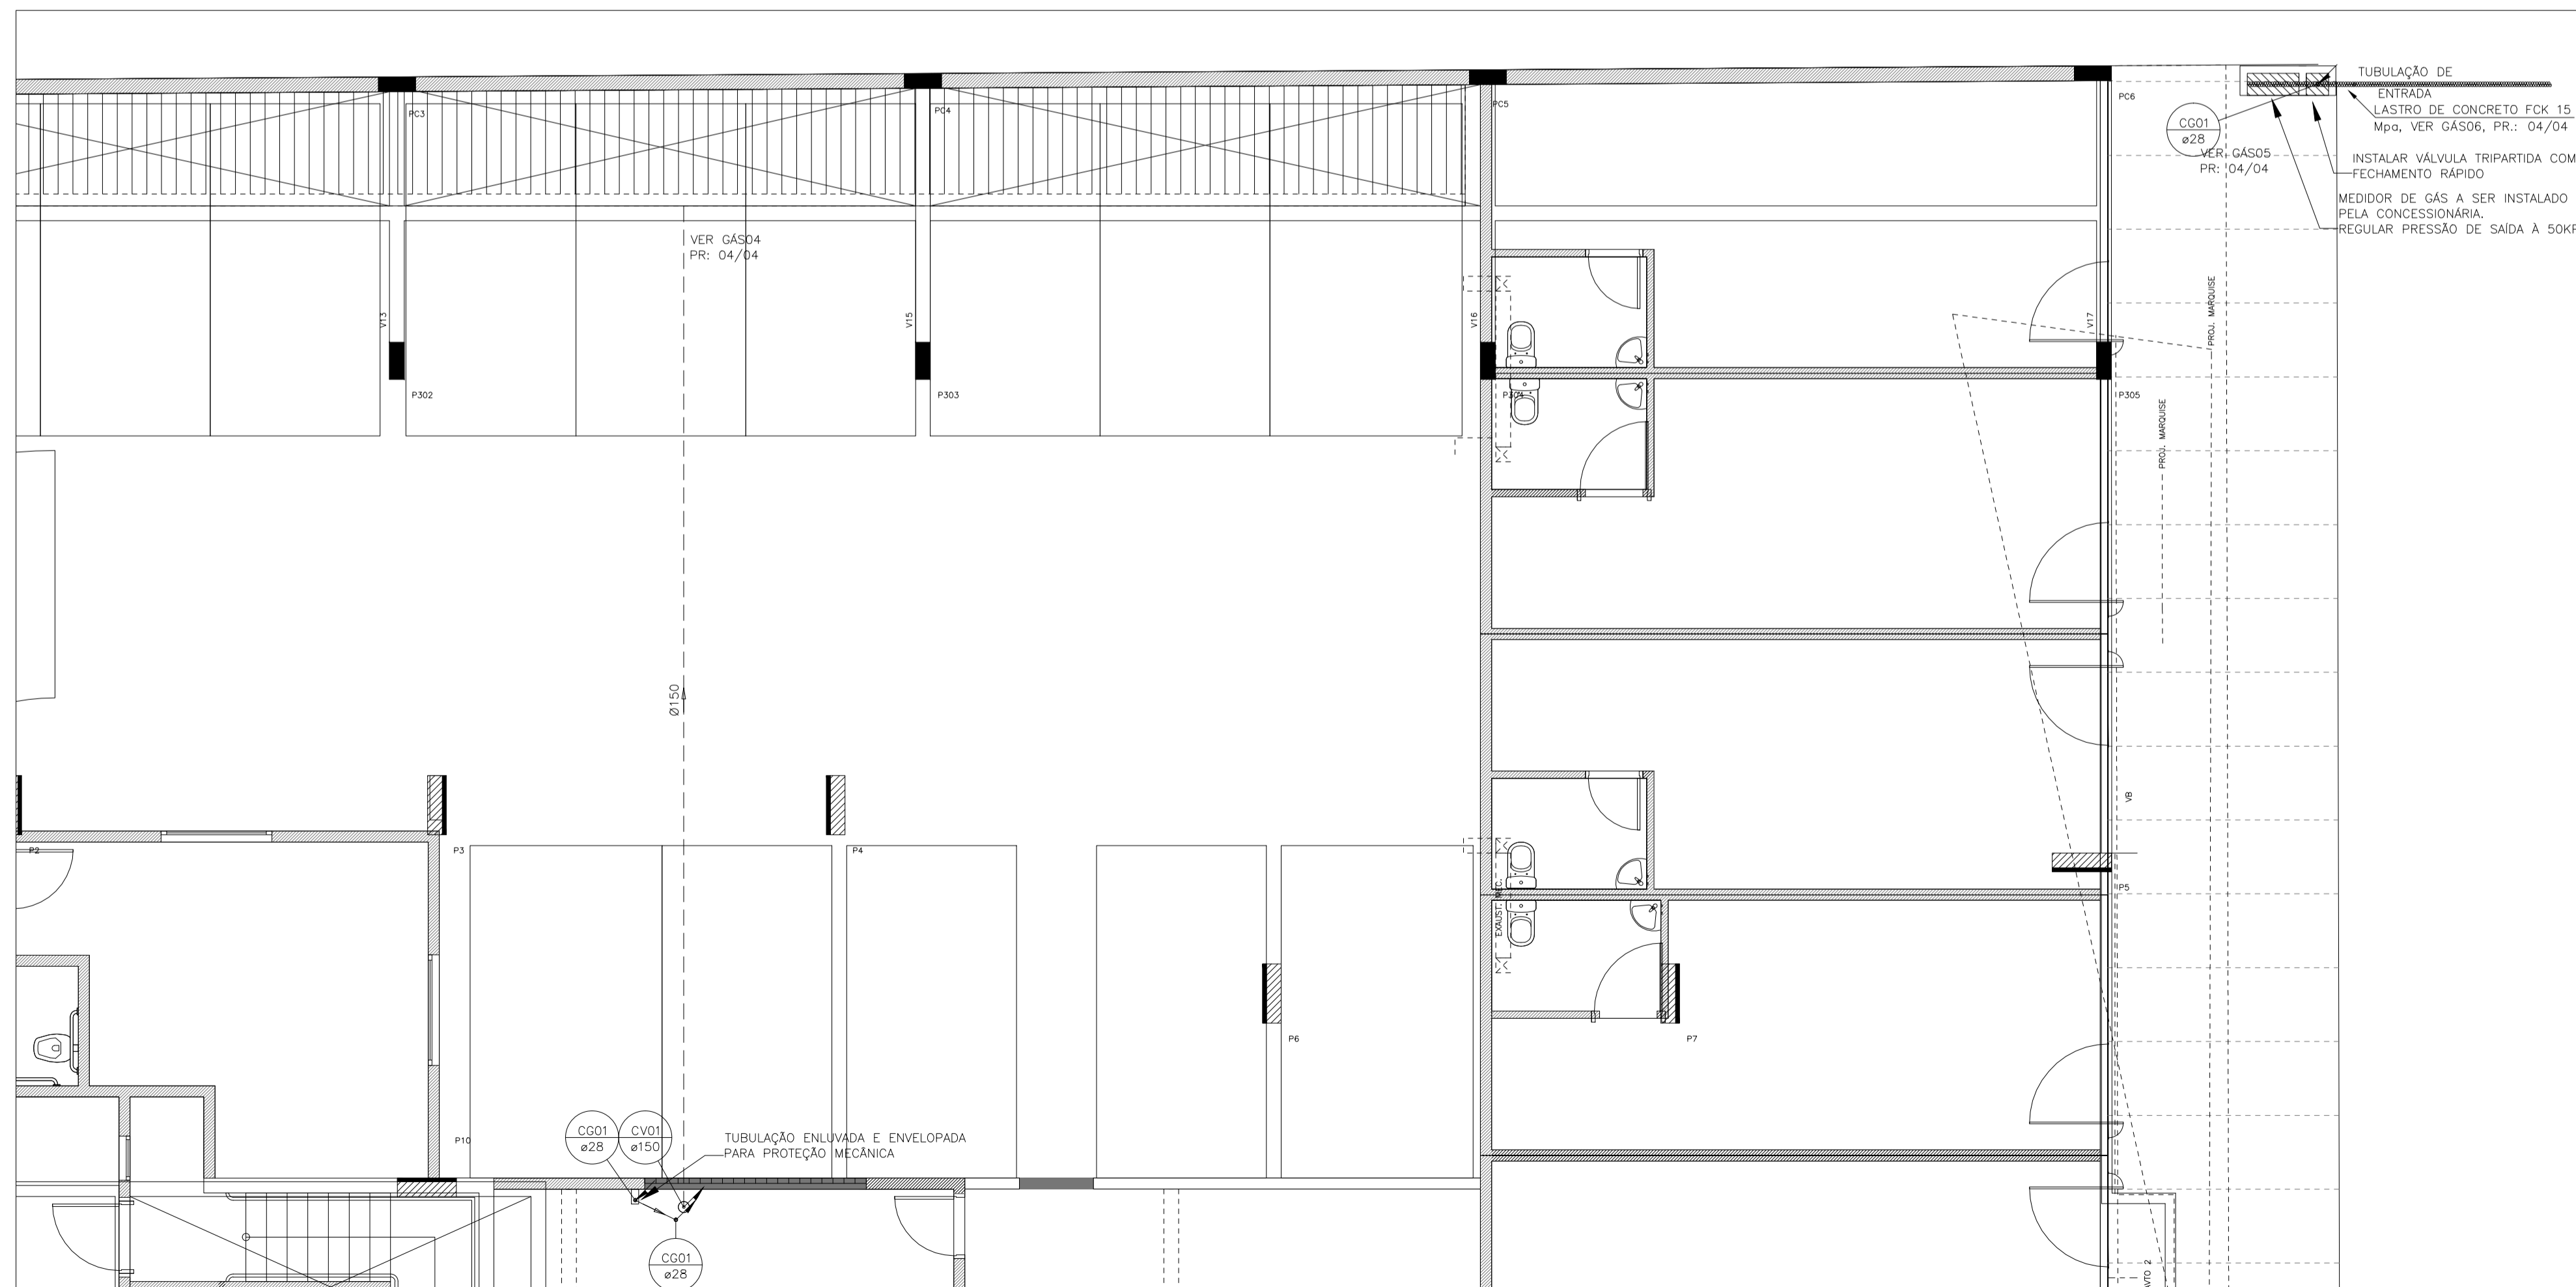 TUBULAÇÃO DE
ENTRADA
LASTRO DE CONCRETO FCK 15
Mpa, VER GÁS06, PR.: 04/04
PC3
PC4
PC5
PC6
CG01
ø28
VER GÁS05
PR: 04/04
INSTALAR VÁLVULA TRIPARTIDA COM
FECHAMENTO RÁPIDO
MEDIDOR DE GÁS A SER INSTALADO
PELA CONCESSIONÁRIA.
REGULAR PRESSÃO DE SAÍDA À
VER GÁS04
PR: 04/04
V13
V15
V16
V17
PROJ. MARQUISE
P302
P303
P304
P305
PROJ. MARQUISE
Ø150
VB
P2
P3
P4
P5
EXAUST. MEC.
P6
P7
P10
CG01
ø28
CV01
ø150
TUBULAÇÃO ENLUVADA E ENVELOPADA
PARA PROTEÇÃO MECÂNICA
CG01
ø28